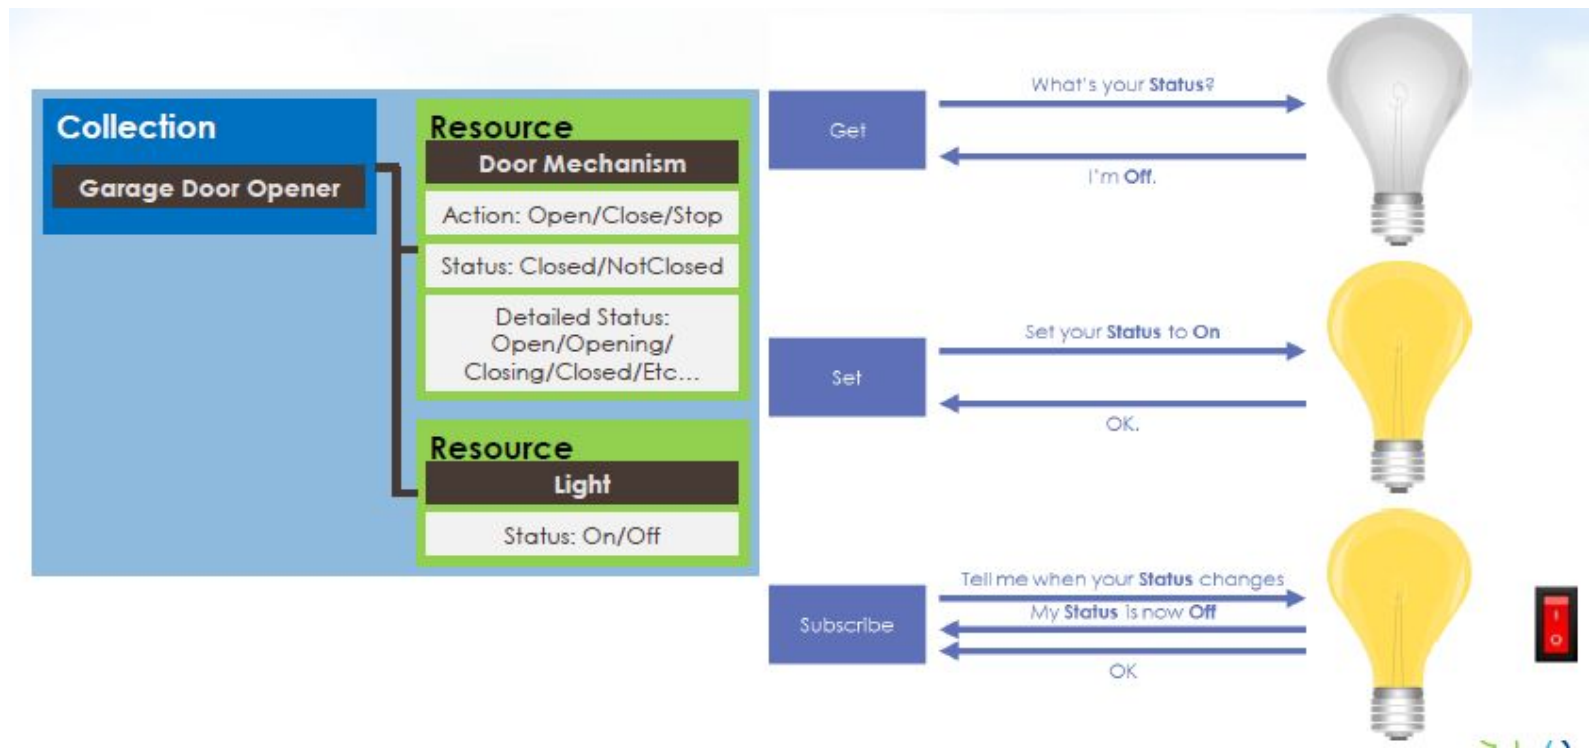 Collection
Garage Door Opener
Resource
Door Mechanism
Action: Open/Close/Stop
Status: Closed/NotClosed
Detailed Status:
Open/Opening/
Closing/Closed/Etc...
Resource
Light
Status: On/Off
Get
What's your Status?
I'm Off.
Set
Set your Status to On
OK.
Subscribe
Tell me when your Status changes
My Status is now Off
OK
I
O